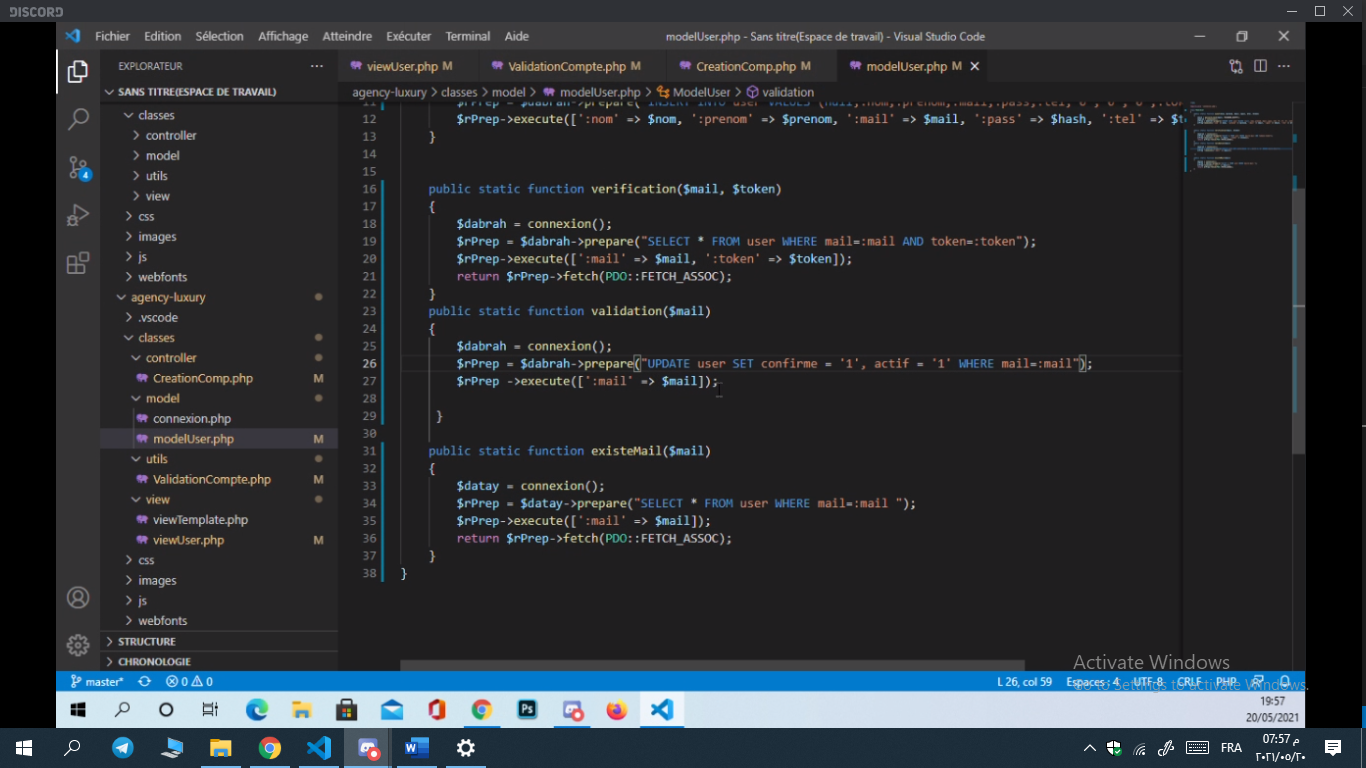 DISCORD
Fichier Edition Sélection Affichage Atteindre Exécuter Terminal Aide modelUser.php - Sans titre(Espace de travail) - Visual Studio Code
EXPLORATEUR
SANS TITRE(ESPACE DE TRAVAIL)
classes
controller
model
utils
view
css
images
js
webfonts
agency-luxury
.vscode
classes
controller
CreationComp.php M
model
connexion.php
modelUser.php M
utils
ValidationCompte.php M
view
viewTemplate.php
viewUser.php M
css
images
js
webfonts
STRUCTURE
CHRONOLOGIE
4
viewUser.php M ValidationCompte.php M CreationComp.php M modelUser.php M
agency-luxury > classes > model > modelUser.php > ModelUser > validation
12 $rPrep->execute([':nom' => $nom, ':prenom' => $prenom, ':mail' => $mail, ':pass' => $hash, ':tel' => $t
13 }
14
15
16 public static function verification($mail, $token)
17 {
18 $dabrah = connexion();
19 $rPrep = $dabrah->prepare("SELECT * FROM user WHERE mail=:mail AND token=:token");
20 $rPrep->execute([':mail' => $mail, ':token' => $token]);
21 return $rPrep->fetch(PDO::FETCH_ASSOC);
22 }
23 public static function validation($mail)
24 {
25 $dabrah = connexion();
26 $rPrep = $dabrah->prepare("UPDATE user SET confirme = '1', actif = '1' WHERE mail=:mail");
27 $rPrep ->execute([':mail' => $mail]);
28
29 }
30
31 public static function existeMail($mail)
32 {
33 $datay = connexion();
34 $rPrep = $datay->prepare("SELECT * FROM user WHERE mail=:mail ");
35 $rPrep->execute([':mail' => $mail]);
36 return $rPrep->fetch(PDO::FETCH_ASSOC);
37 }
38 }
Activate Windows
Go to Settings to activate Windows.
master* 0 0 L 26, col 59 Espaces : 4 UTF-8 CRLF PHP
19:57
20/05/2021
FRA
07:57 م
٢٠٢١/٠٥/٢٠